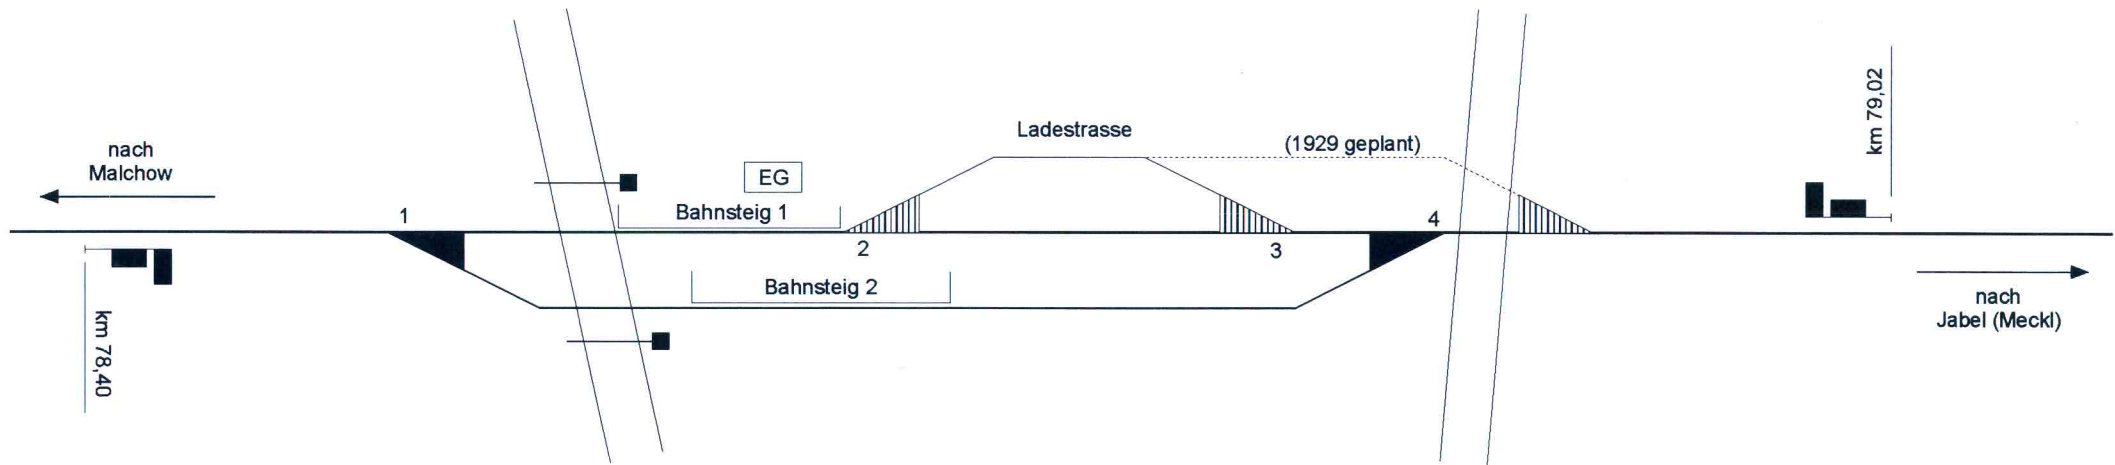 nach
Malchow
km 78,40
1
EG
Bahnsteig 1
2
Bahnsteig 2
Ladestrasse
(1929 geplant)
3
4
km 79,02
nach
Jabel (Meckl)